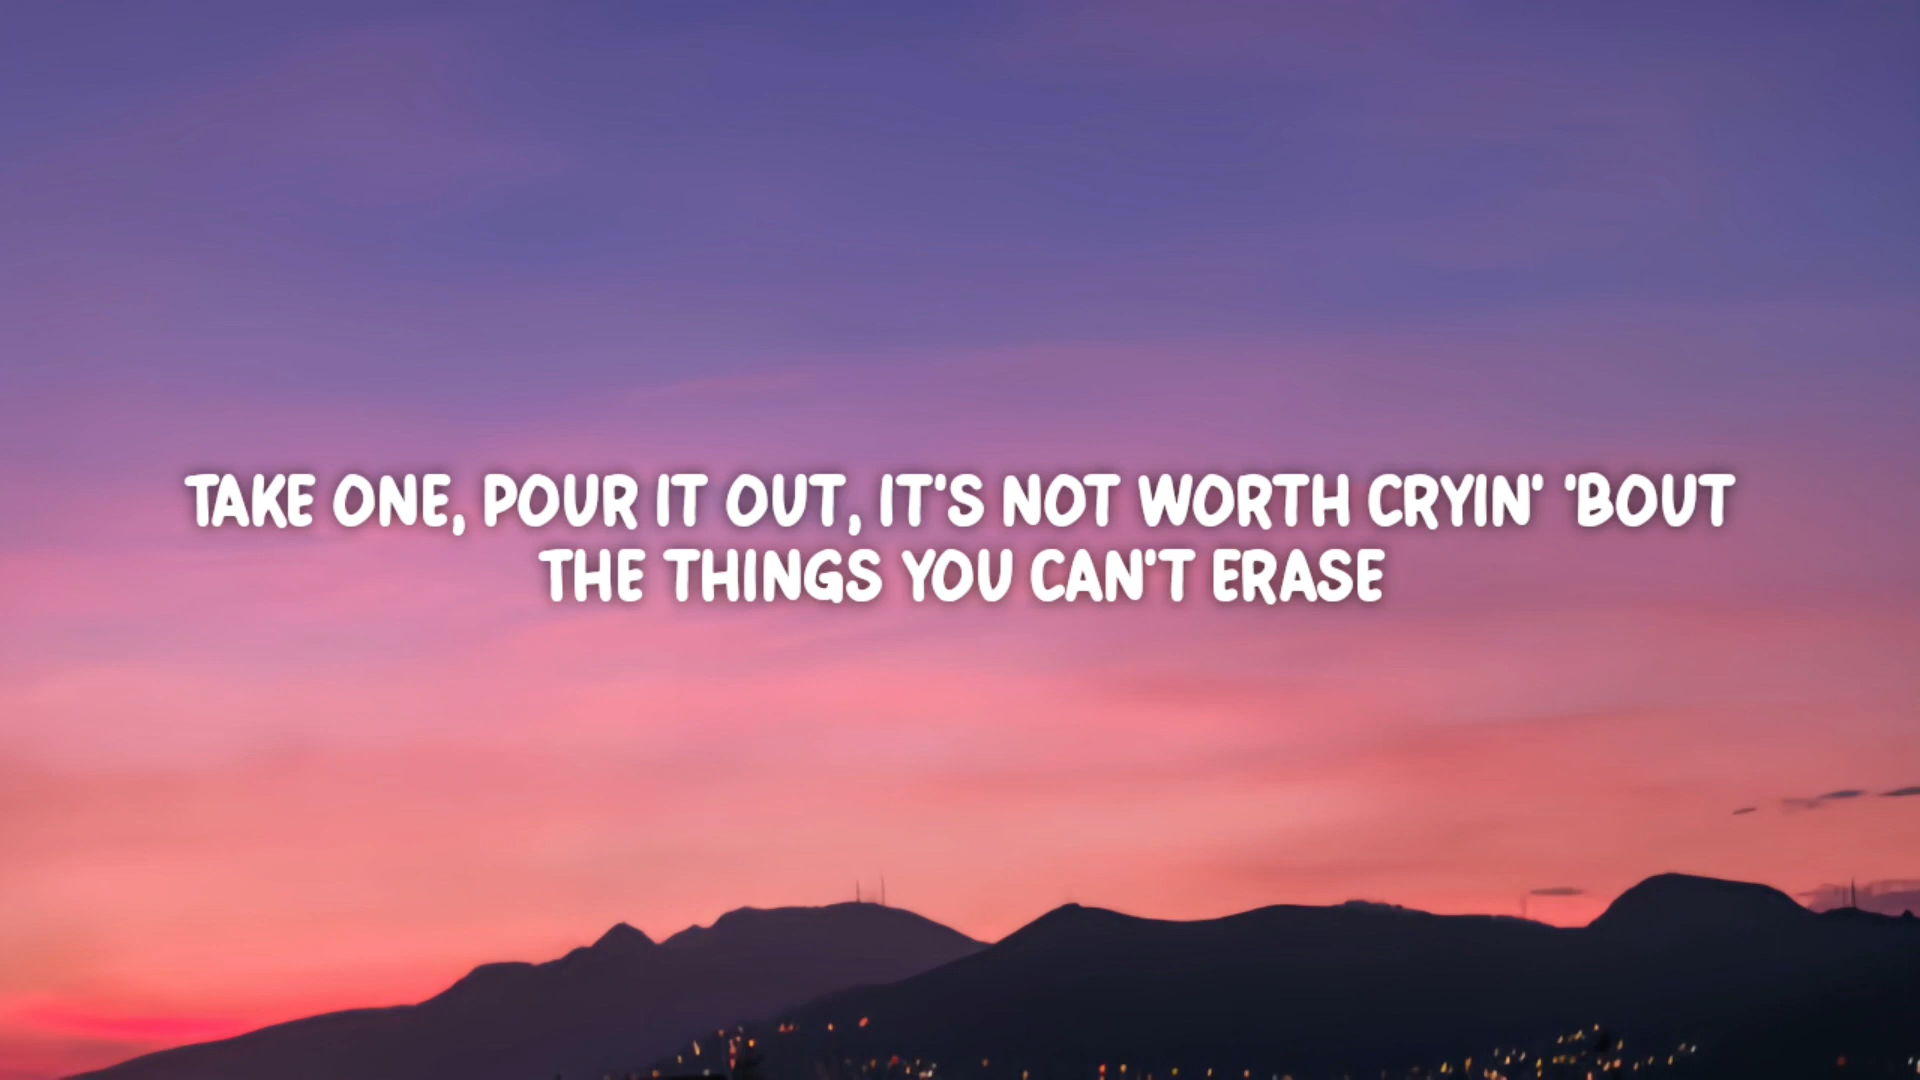 TAKE ONE, POUR IT OUT, IT'S NOT WORTH CRYIN' 'BOUT
THE THINGS YOU CAN'T ERASE